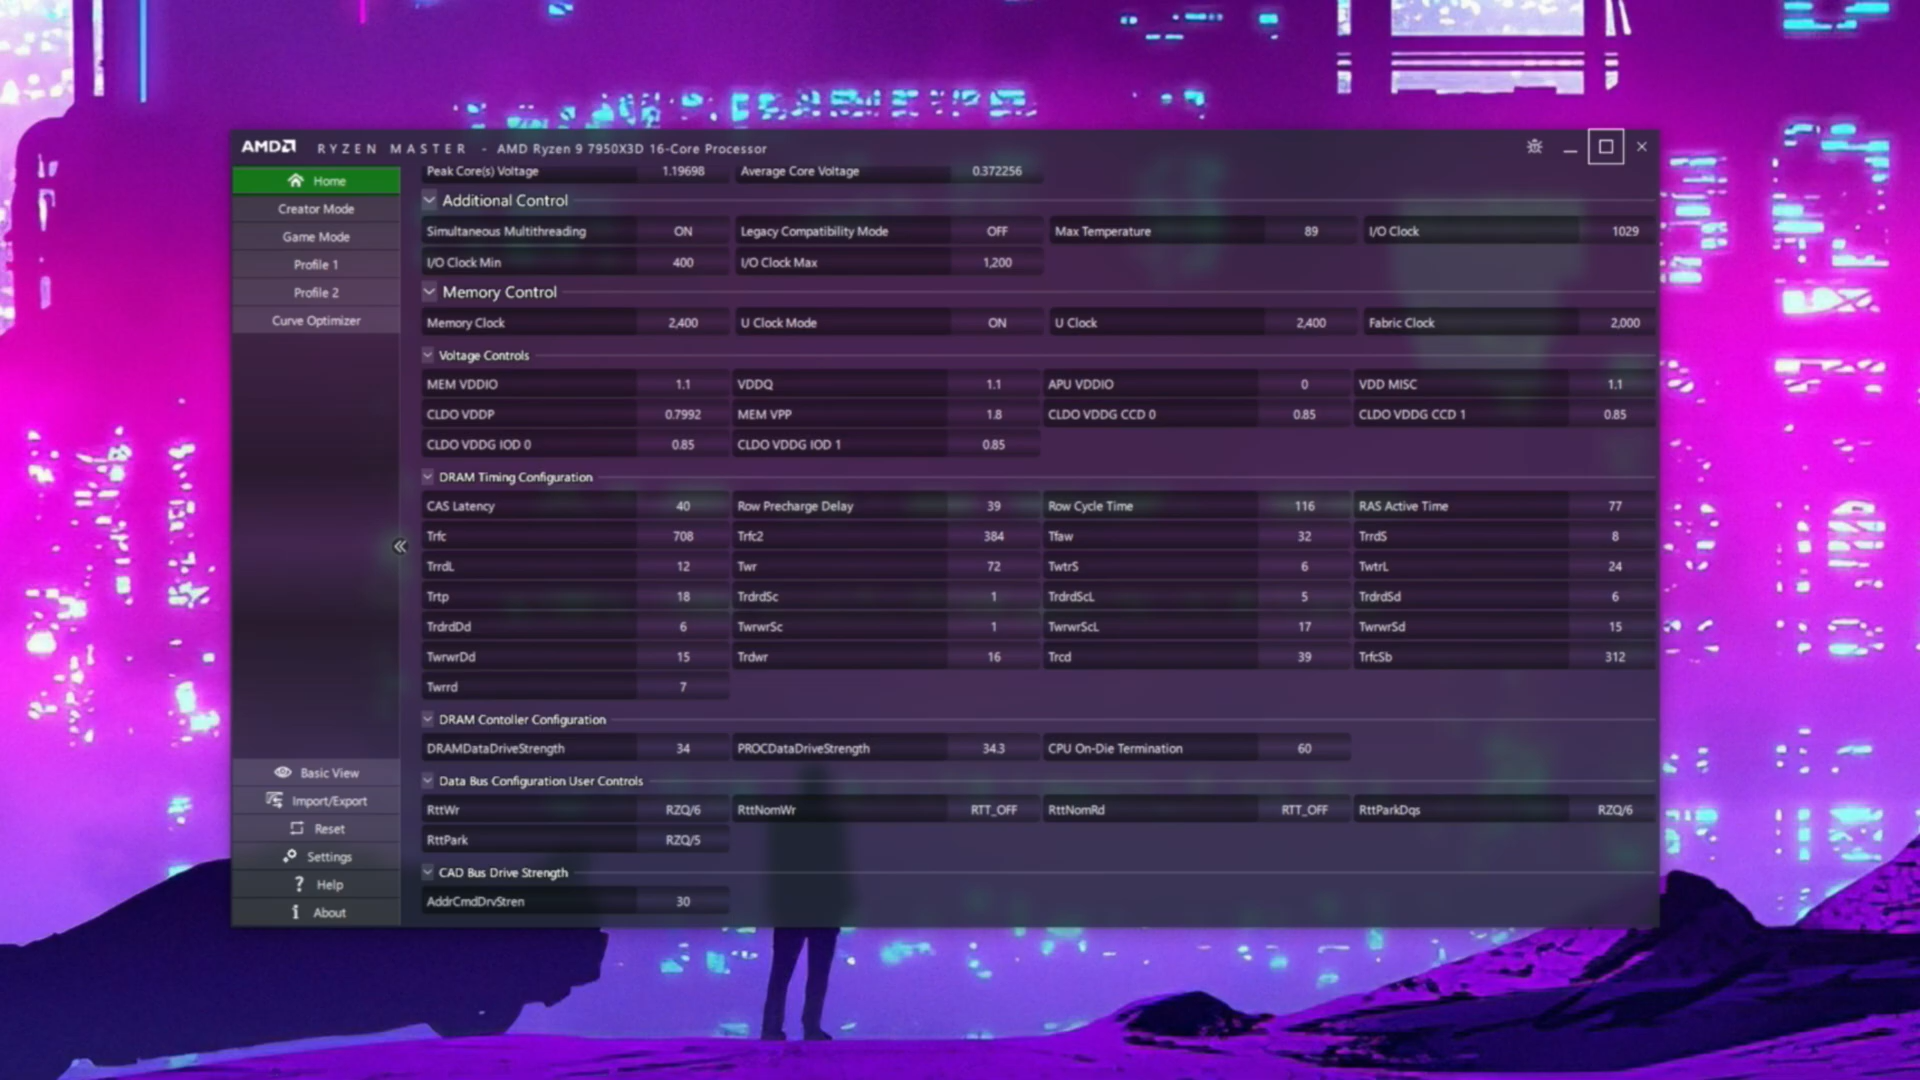 AMD RYZEN MASTER - AMD Ryzen 9 7950X3D 16-Core Processor
Home
Creator Mode
Game Mode
Profile 1
Profile 2
Curve Optimizer
Basic View
Import/Export
Reset
Settings
Help
About
Peak Core(s) Voltage 1.19698 Average Core Voltage 0.372256
Additional Control
Simultaneous Multithreading ON Legacy Compatibility Mode OFF Max Temperature 89 I/O Clock 1029
I/O Clock Min 400 I/O Clock Max 1,200
Memory Control
Memory Clock 2,400 U Clock Mode ON U Clock 2,400 Fabric Clock 2,000
Voltage Controls
MEM VDDIO 1.1 VDDQ 1.1 APU VDDIO 0 VDD MISC 1.1
CLDO VDDP 0.7992 MEM VPP 1.8 CLDO VDDG CCD 0 0.85 CLDO VDDG CCD 1 0.85
CLDO VDDG IOD 0 0.85 CLDO VDDG IOD 1 0.85
DRAM Timing Configuration
CAS Latency 40 Row Precharge Delay 39 Row Cycle Time 116 RAS Active Time 77
Trfc 708 Trfc2 384 Tfaw 32 TrrdS 8
TrrdL 12 Twr 72 TwtrS 6 TwtrL 24
Trtp 18 TrdrdSc 1 TrdrdScL 5 TrdrdSd 6
TrdrdDd 6 TwrwrSc 1 TwrwrScL 17 TwrwrSd 15
TwrwrDd 15 Trdwr 16 Trcd 39 TrfcSb 312
Twrrd 7
DRAM Contoller Configuration
DRAMDataDriveStrength 34 PROCDataDriveStrength 34.3 CPU On-Die Termination 60
Data Bus Configuration User Controls
RttWr RZQ/6 RttNomWr RTT_OFF RttNomRd RTT_OFF RttParkDqs RZQ/6
RttPark RZQ/5
CAD Bus Drive Strength
AddrCmdDrvStren 30